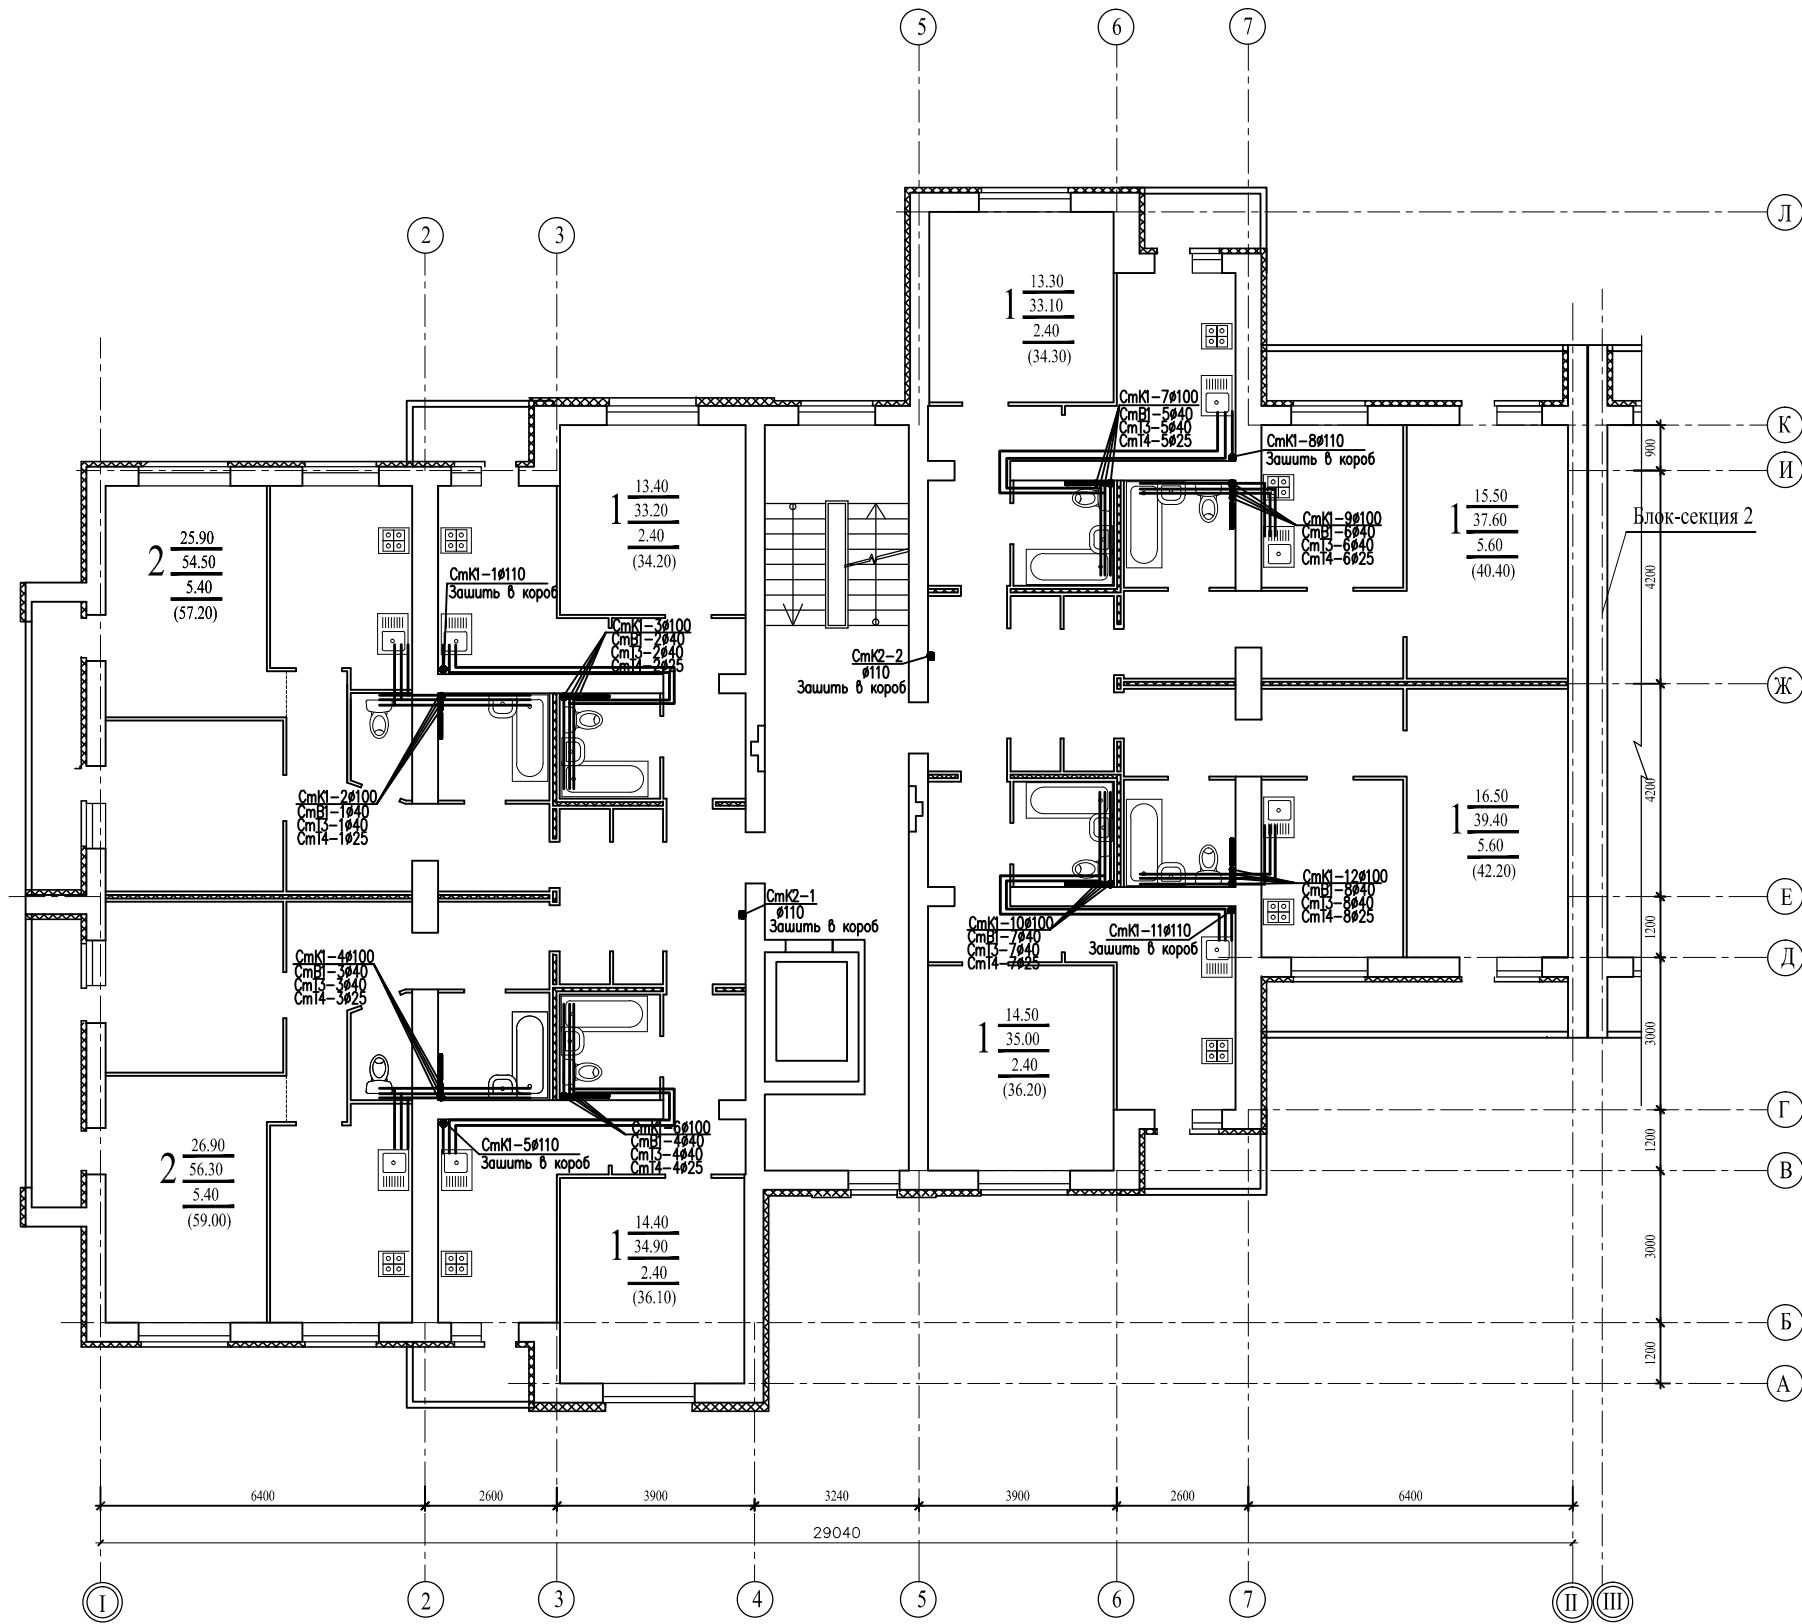 5
6
7
2
3
Л
13.30
1
33.10
2.40
(34.30)
СтК1-7ø100
СтВ1-5ø40
СтТ3-5ø40
СтТ4-5ø25
К
СтК1-8ø110
Зашить в короб
900
И
13.40
1
33.20
2.40
(34.20)
15.50
1
37.60
5.60
(40.40)
СтК1-9ø100
СтВ1-6ø40
СтТ3-6ø40
СтТ4-6ø25
Блок-секция 2
25.90
2
54.50
5.40
(57.20)
СтК1-1ø110
Зашить в короб
4200
СтК1-3ø100
СтВ1-2ø40
СтТ3-2ø40
СтТ4-2ø25
СтК2-2
ø110
Зашить в короб
Ж
СтК1-2ø100
СтВ1-1ø40
СтТ3-1ø40
СтТ4-1ø25
4200
16.50
1
39.40
5.60
(42.20)
СтК1-12ø100
СтВ1-8ø40
СтТ3-8ø40
СтТ4-8ø25
Е
СтК2-1
ø110
Зашить в короб
СтК1-10ø100
СтВ1-7ø40
СтТ3-7ø40
СтТ4-7ø25
СтК1-11ø110
Зашить в короб
1200
СтК1-4ø100
СтВ1-3ø40
СтТ3-3ø40
СтТ4-3ø25
Д
14.50
1
35.00
2.40
(36.20)
3000
Г
СтК1-5ø110
Зашить в короб
СтК1-6ø100
СтВ1-4ø40
СтТ3-4ø40
СтТ4-4ø25
1200
26.90
2
56.30
5.40
(59.00)
В
14.40
1
34.90
2.40
(36.10)
3000
Б
1200
А
6400
2600
3900
3240
3900
2600
6400
29040
I
2
3
4
5
6
7
II
III